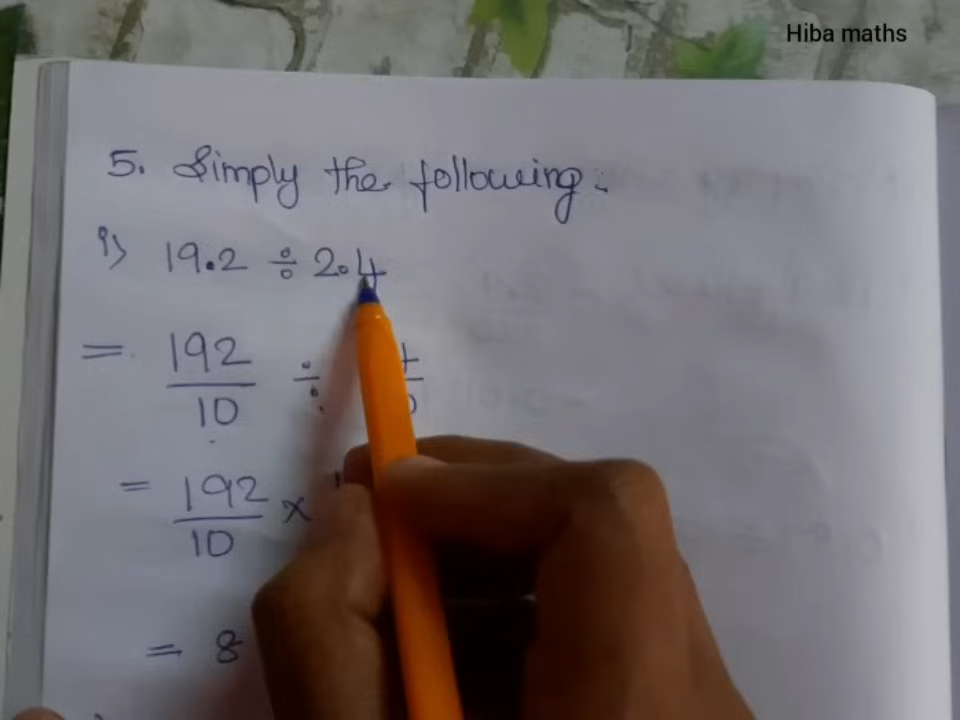 Hiba maths
5. Simply the following:
i) 19.2 ÷ 2.4
= 192/10 ÷
= 192/10 ×
= 8